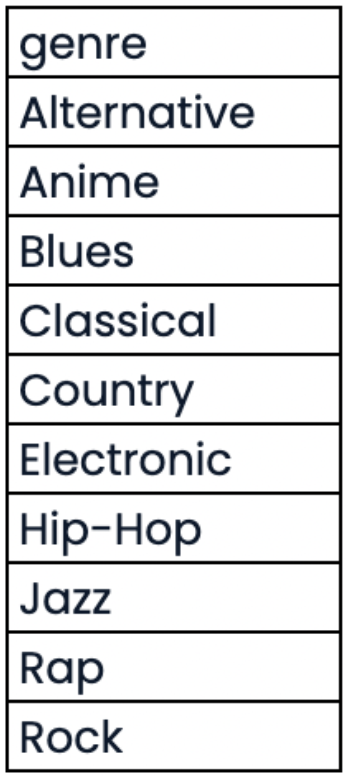 genre
Alternative
Anime
Blues
Classical
Country
Electronic
Hip-Hop
Jazz
Rap
Rock